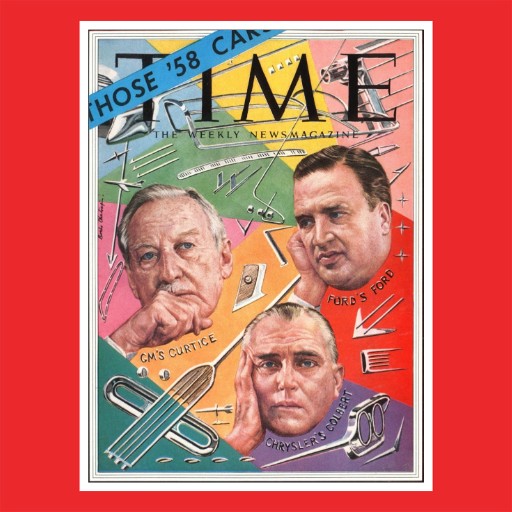 THOSE '58 CARS
TIME
THE WEEKLY NEWSMAGAZINE
FORD'S FORD
GM'S CURTICE
CHRYSLER'S COLBERT